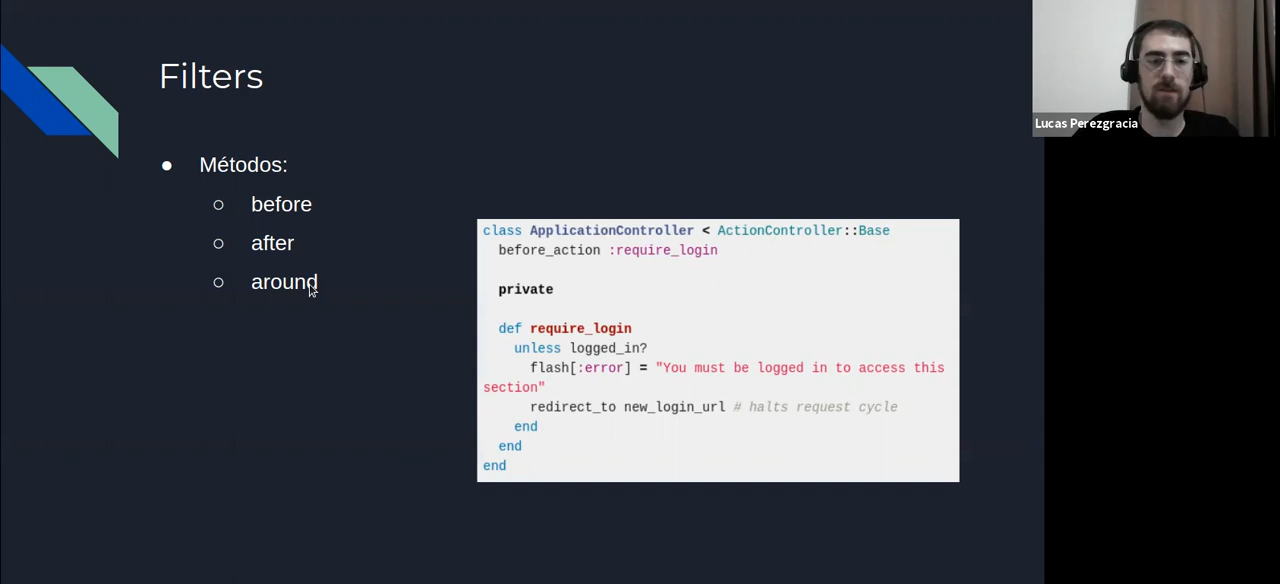 Filters
Lucas Perezgracia
● Métodos:
○ before
○ after
○ around
class ApplicationController < ActionController::Base
before_action :require_login
private
def require_login
unless logged_in?
flash[:error] = "You must be logged in to access this
section"
redirect_to new_login_url # halts request cycle
end
end
end